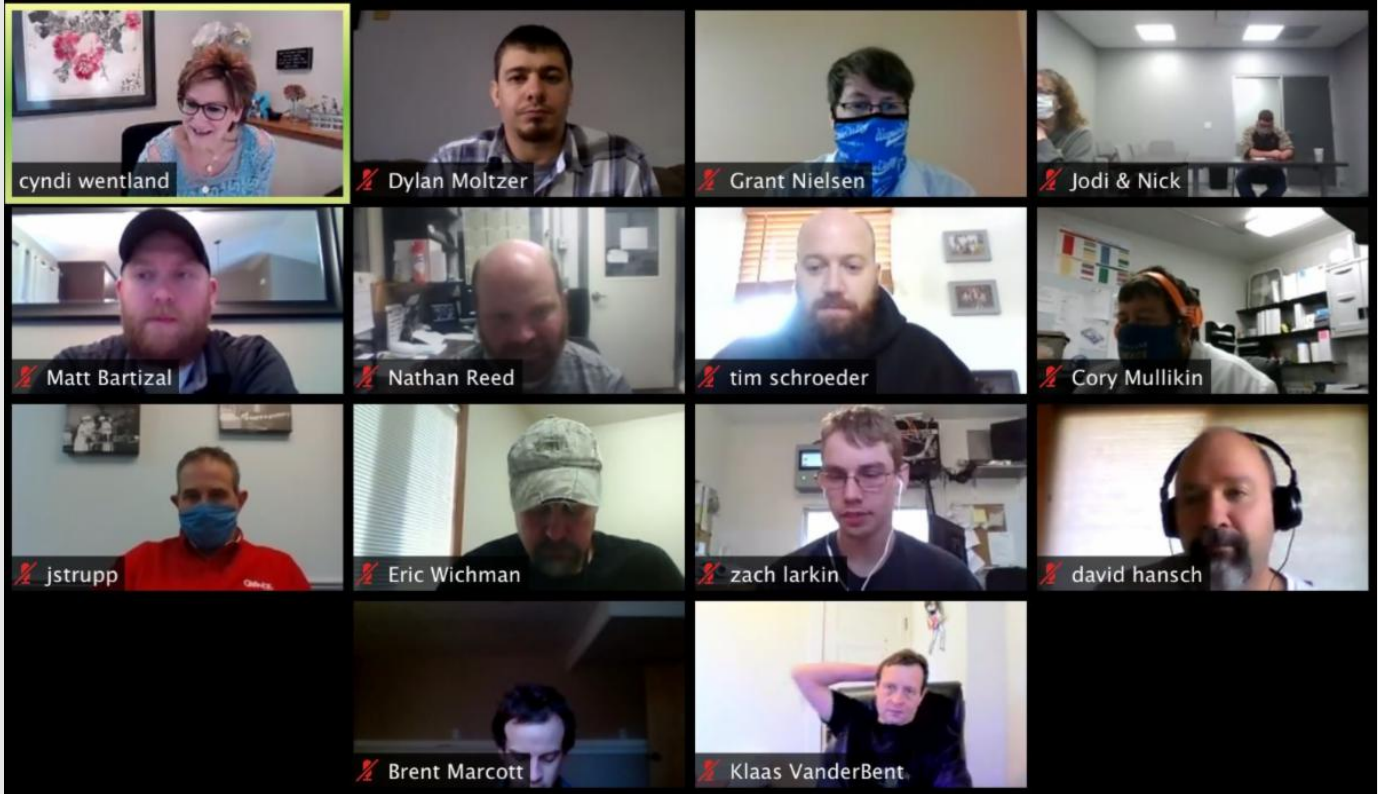 cyndi wentland
Dylan Moltzer
Grant Nielsen
Jodi & Nick
Matt Bartizal
Nathan Reed
tim schroeder
Cory Mullikin
jstrupp
Eric Wichman
zach larkin
david hansch
Brent Marcott
Klaas VanderBent